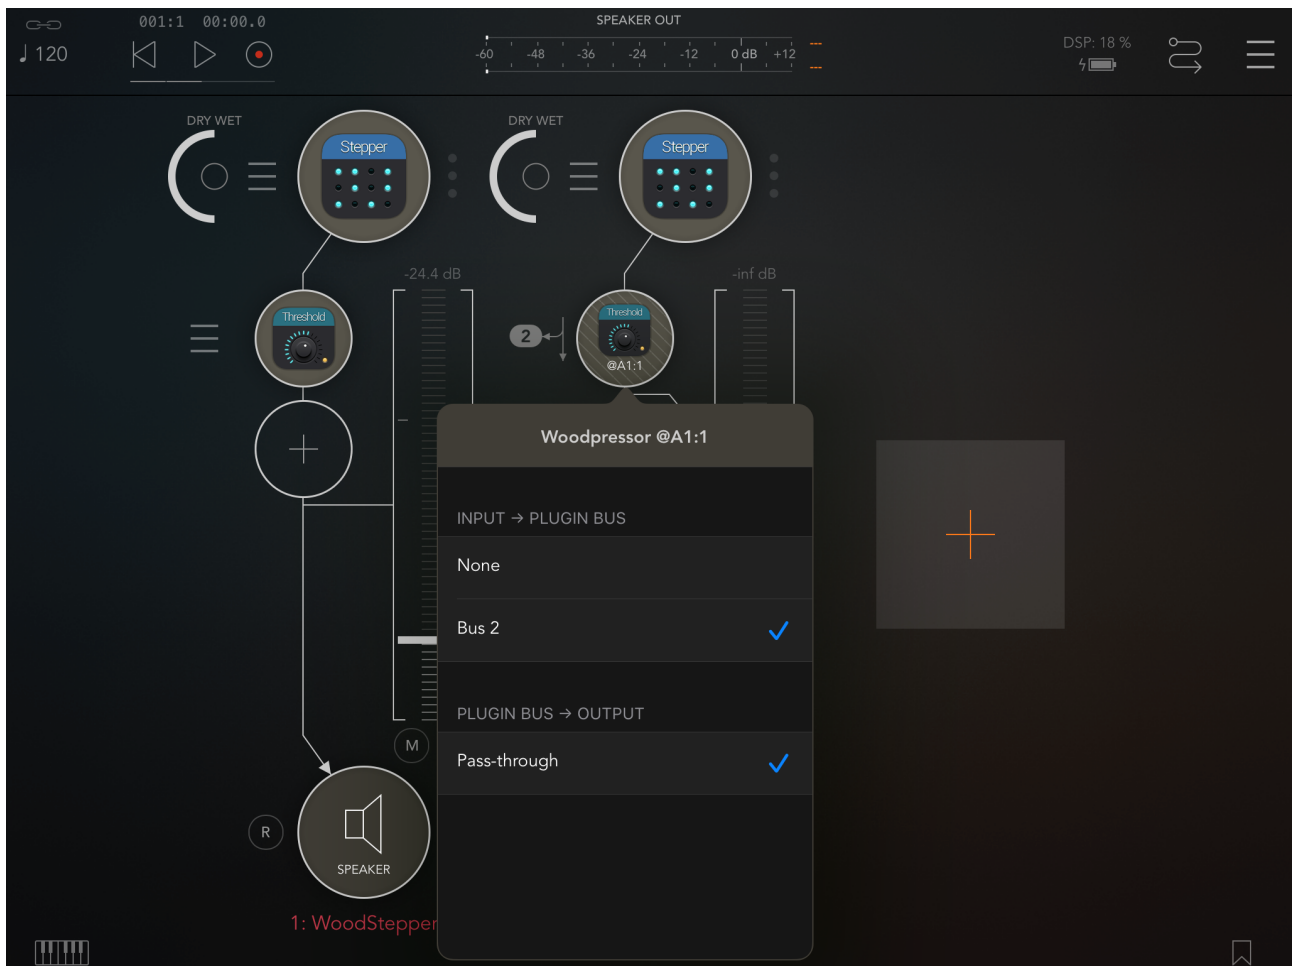 001:1 00:00.0
SPEAKER OUT
♩ 120
-60 -48 -36 -24 -12 0 dB +12
---
---
DSP: 18 %
DRY WET
DRY WET
Stepper
Stepper
-24.4 dB
-inf dB
Threshold
Threshold
2
@A1:1
Woodpressor @A1:1
INPUT → PLUGIN BUS
None
Bus 2
PLUGIN BUS → OUTPUT
Pass-through
M
R
SPEAKER
1: WoodStepper